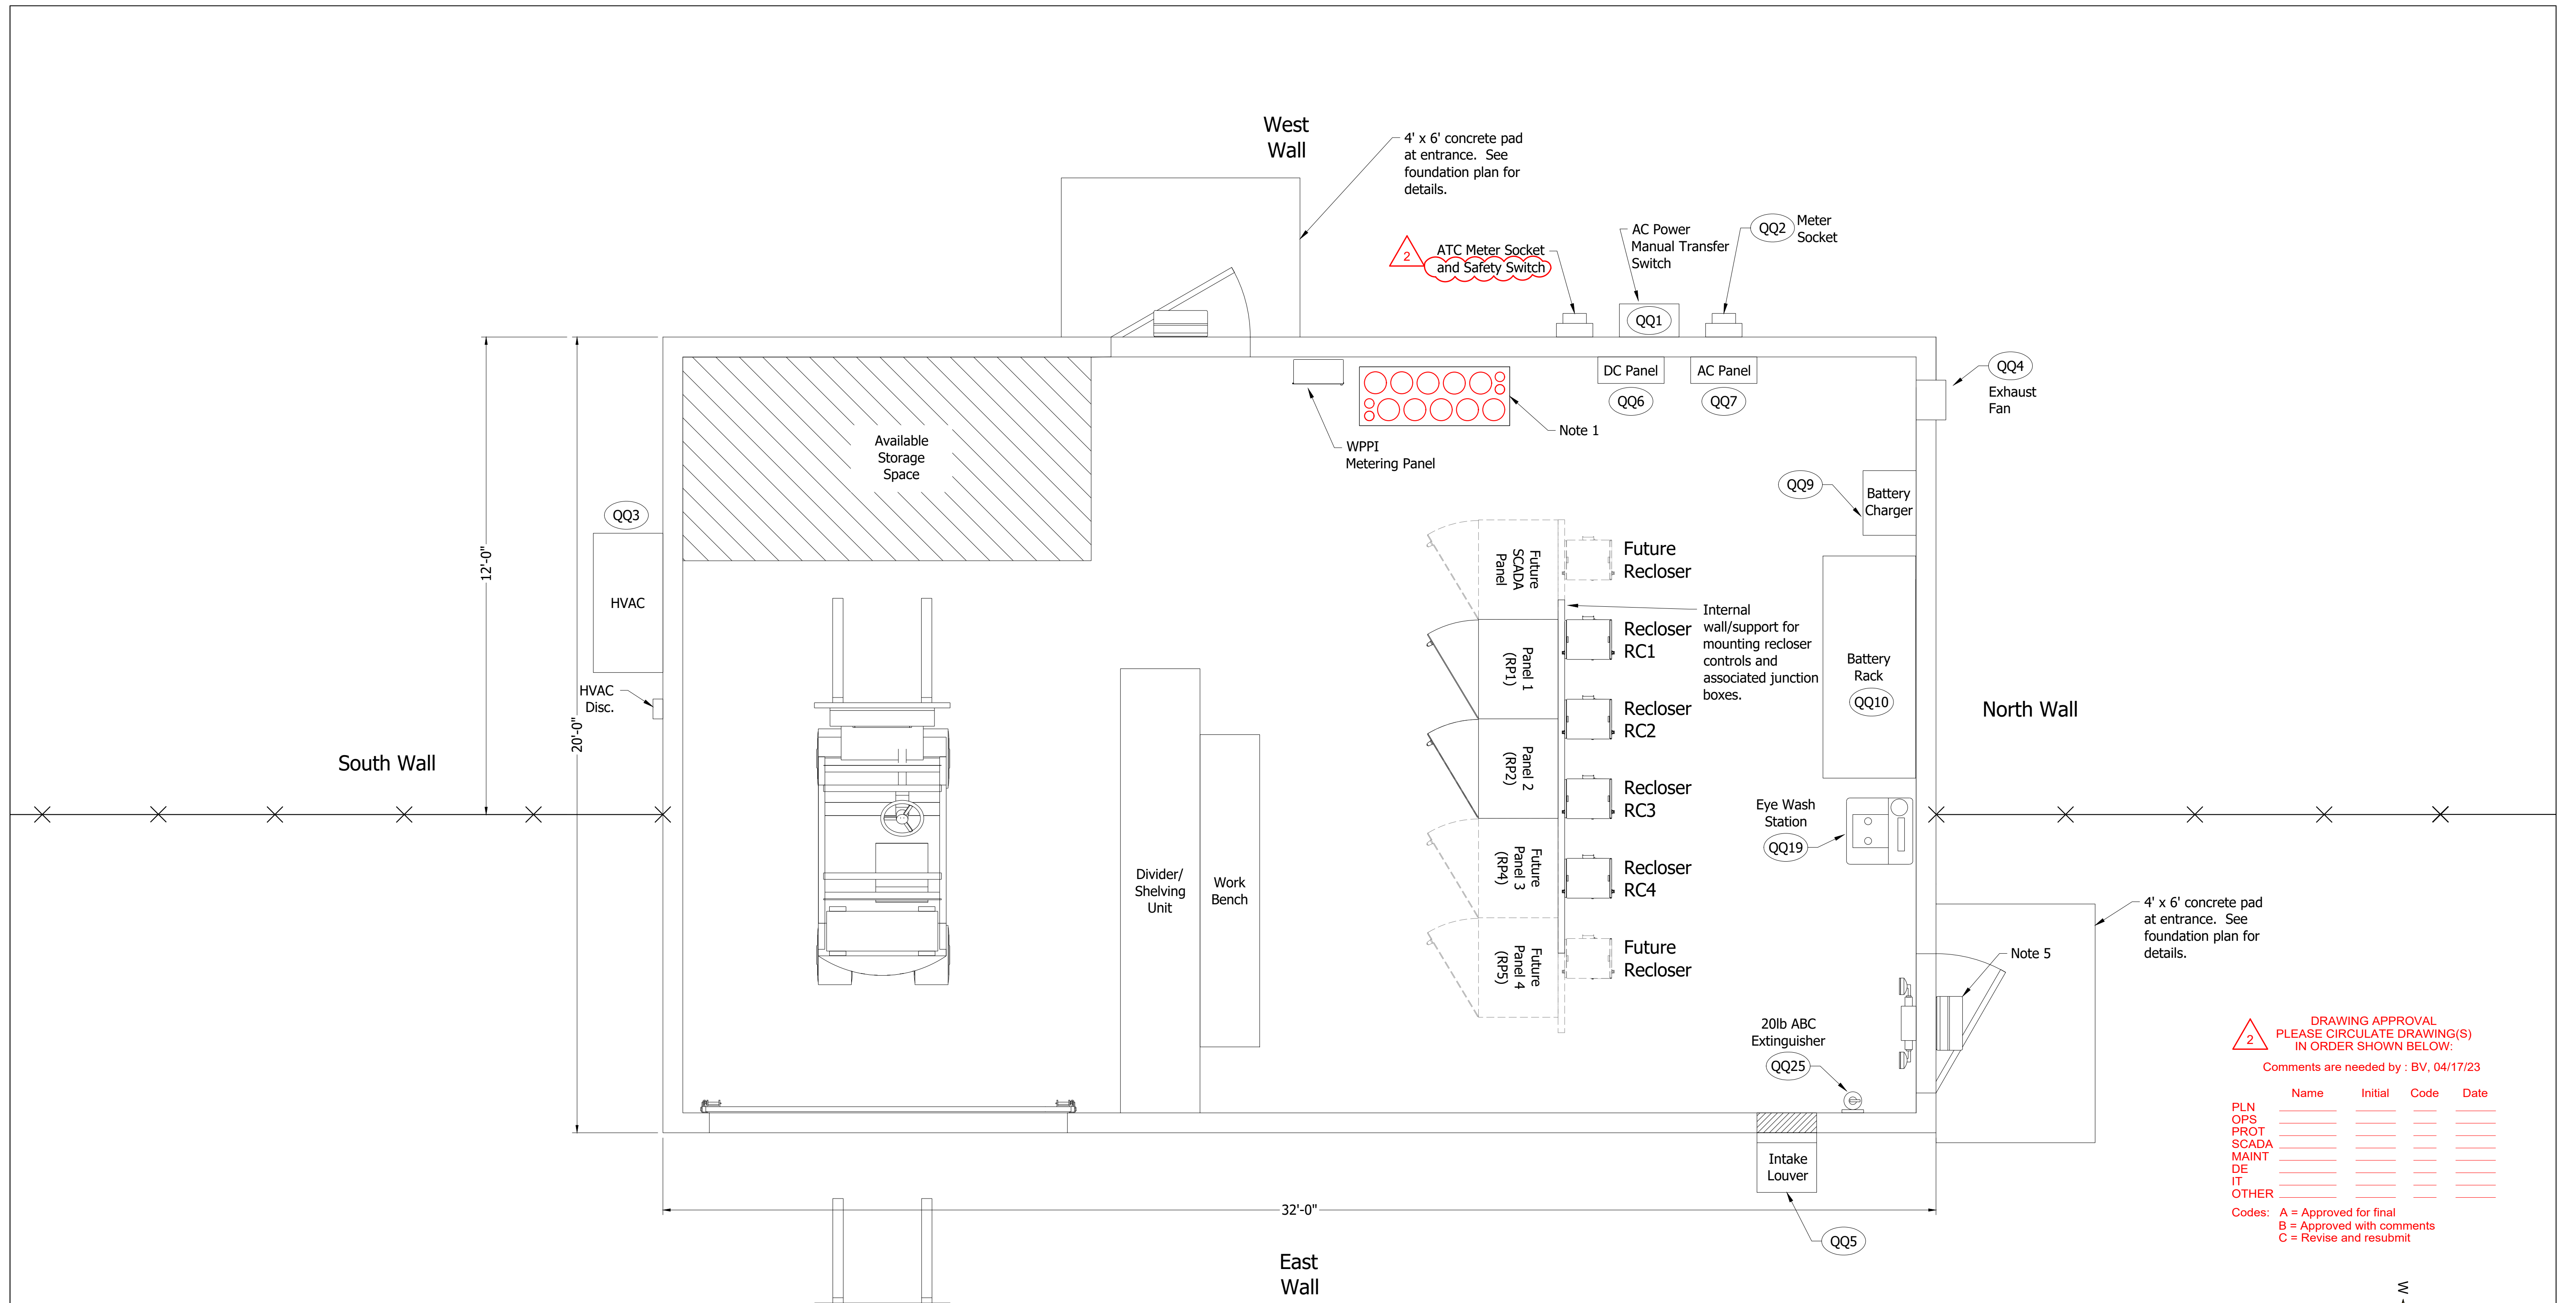 West
Wall
4' x 6' concrete pad
at entrance.  See
foundation plan for
details.
2
ATC Meter Socket
and Safety Switch
AC Power
Manual Transfer
Switch
QQ1
QQ2
Meter
Socket
QQ4
Exhaust
Fan
DC Panel
QQ6
AC Panel
QQ7
Note 1
WPPI
Metering Panel
Available
Storage
Space
QQ3
HVAC
HVAC
Disc.
12'-0"
20'-0"
South Wall
QQ9
Battery
Charger
Future
SCADA
Panel
Future
Recloser
Panel 1
(RP1)
Recloser
RC1
Internal
wall/support for
mounting recloser
controls and
associated junction
boxes.
Battery
Rack
QQ10
North Wall
Panel 2
(RP2)
Recloser
RC2
Recloser
RC3
Eye Wash
Station
QQ19
Future
Panel 3
(RP4)
Recloser
RC4
Divider/
Shelving
Unit
Work
Bench
Future
Panel 4
(RP5)
Future
Recloser
4' x 6' concrete pad
at entrance.  See
foundation plan for
details.
Note 5
20lb ABC
Extinguisher
QQ25
Intake
Louver
QQ5
32'-0"
East
Wall
2
DRAWING APPROVAL
PLEASE CIRCULATE DRAWING(S)
IN ORDER SHOWN BELOW:
Comments are needed by : BV, 04/17/23
Name Initial Code Date
PLN
OPS
PROT
SCADA
MAINT
DE
IT
OTHER
Codes: A = Approved for final
B = Approved with comments
C = Revise and resubmit
W